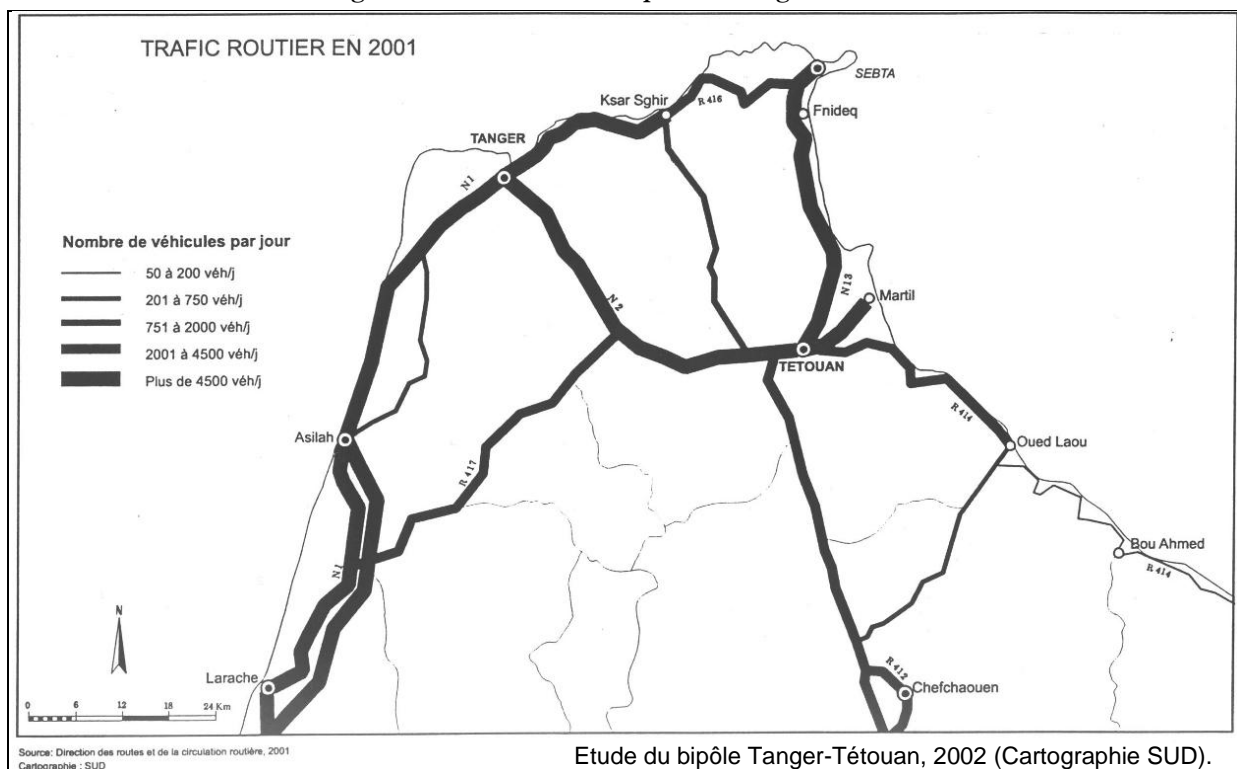 TRAFIC ROUTIER EN 2001
SEBTA
Ksar Sghir
R 416
Fnideq
TANGER
N1
Nombre de véhicules par jour
50 à 200 véh/j
201 à 750 véh/j
751 à 2000 véh/j
2001 à 4500 véh/j
Plus de 4500 véh/j
N 2
N13
Martil
TETOUAN
R 414
Asilah
Oued Laou
R 417
N1
Bou Ahmed
R 414
N
Larache
R 412
Chefchaouen
0 6 12 18 24 Km
Source: Direction des routes et de la circulation routière, 2001
Cartographie : SUD
Etude du bipôle Tanger-Tétouan, 2002 (Cartographie SUD).